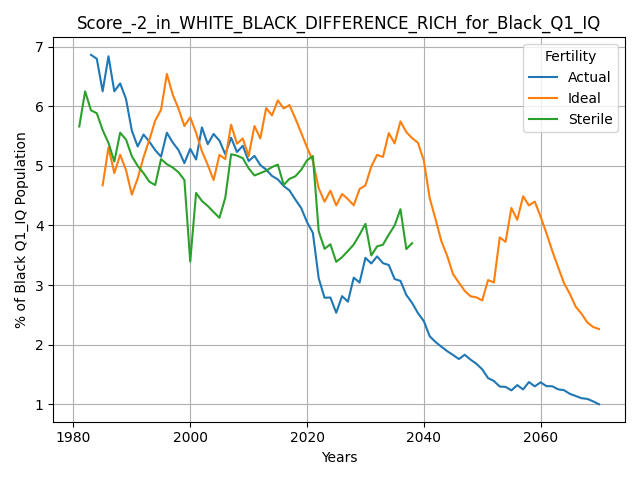 Score_-2_in_WHITE_BLACK_DIFFERENCE_RICH_for_Black_Q1_IQ
Fertility
Actual
Ideal
Sterile
% of Black Q1_IQ Population
7
6
5
4
3
2
1
1980
2000
2020
2040
2060
Years